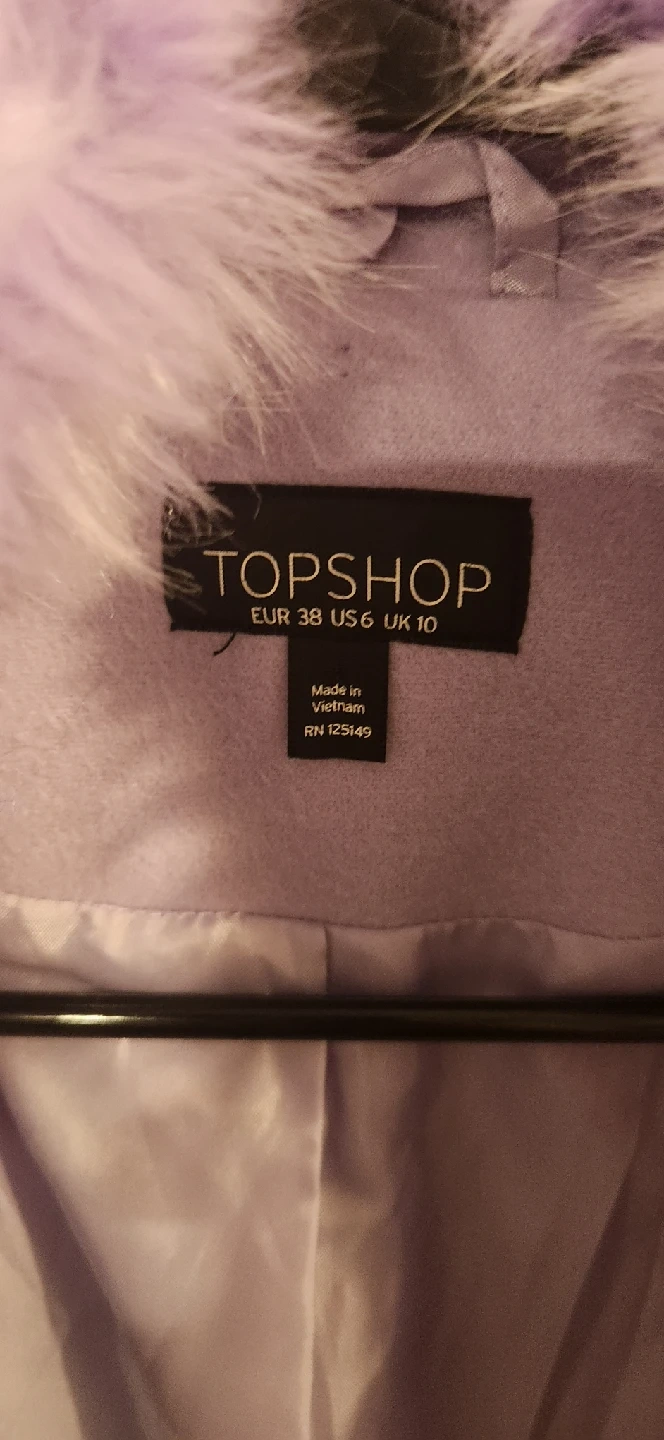 TOPSHOP
EUR 38 US 6 UK 10
Made in
Vietnam
RN 125149